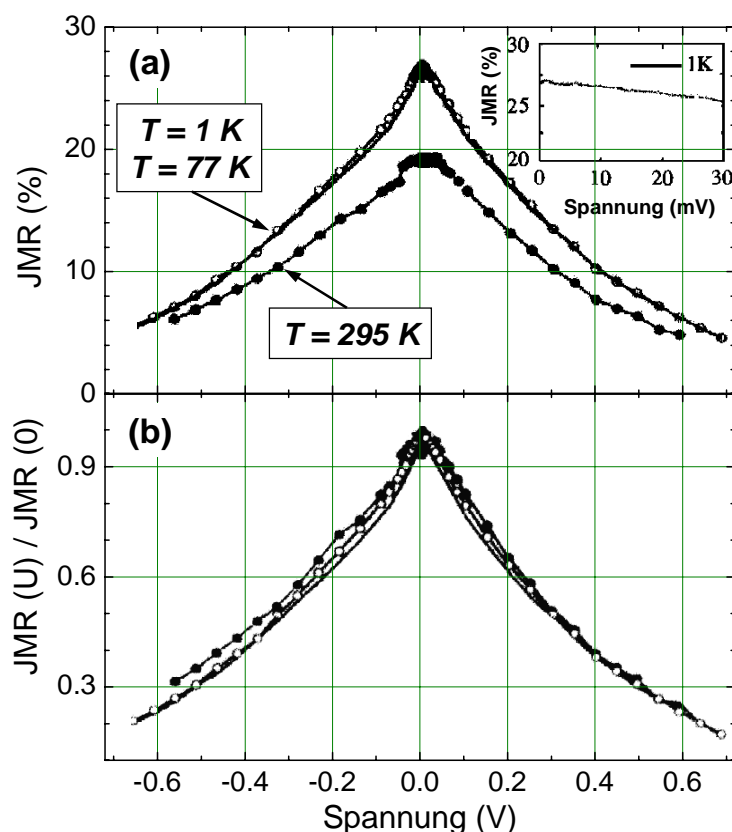 30
20
10
0
JMR (%)
(a)
T = 1 K
T = 77 K
T = 295 K
30
25
20
JMR (%)
1K
0 10 20 30
Spannung (mV)
(b)
0.9
0.6
0.3
JMR (U) / JMR (0)
-0.6 -0.4 -0.2 0.0 0.2 0.4 0.6
Spannung (V)